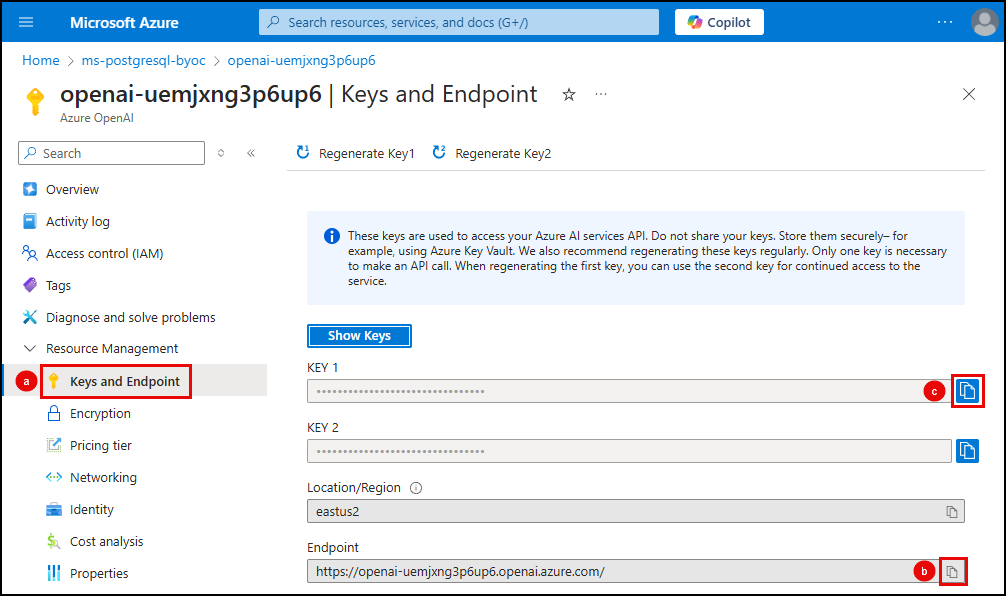 Microsoft Azure
Search resources, services, and docs (G+/)
Copilot
Home > ms-postgresql-byoc > openai-uemjxng3p6up6
openai-uemjxng3p6up6 | Keys and Endpoint
Azure OpenAI
Search
Regenerate Key1
Regenerate Key2
Overview
Activity log
Access control (IAM)
Tags
Diagnose and solve problems
Resource Management
a
Keys and Endpoint
Encryption
Pricing tier
Networking
Identity
Cost analysis
Properties
These keys are used to access your Azure AI services API. Do not share your keys. Store them securely– for
example, using Azure Key Vault. We also recommend regenerating these keys regularly. Only one key is necessary
to make an API call. When regenerating the first key, you can use the second key for continued access to the
service.
Show Keys
KEY 1
c
KEY 2
Location/Region
eastus2
Endpoint
https://openai-uemjxng3p6up6.openai.azure.com/
b